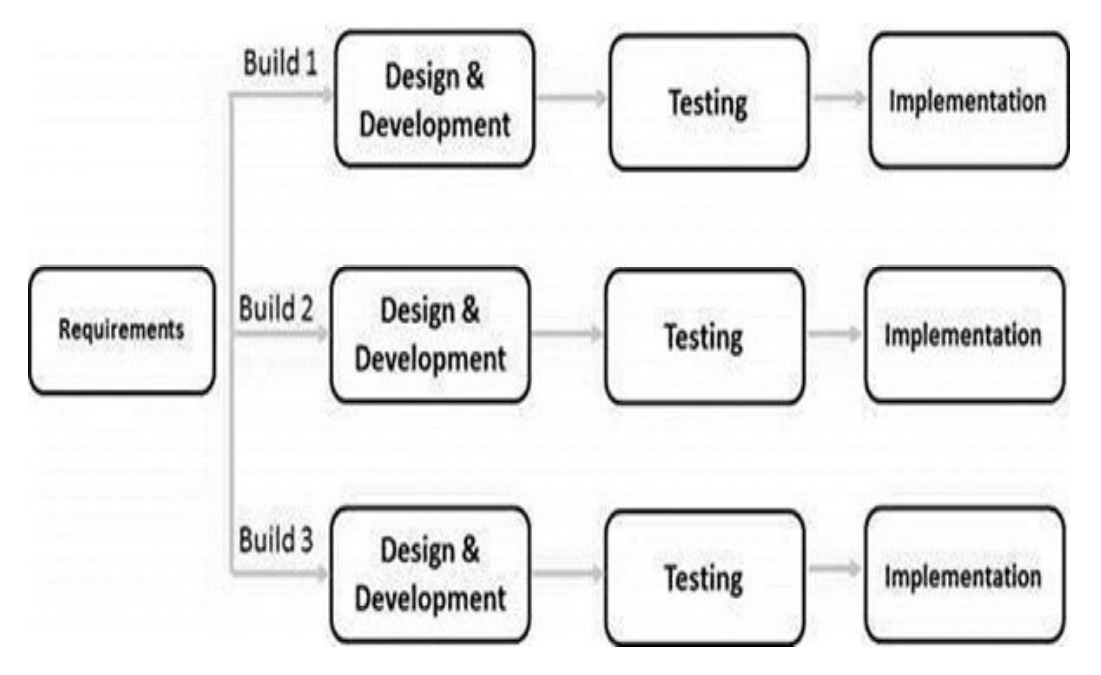 Build 1
Design &
Development
Testing
Implementation
Requirements
Build 2
Design &
Development
Testing
Implementation
Build 3
Design &
Development
Testing
Implementation